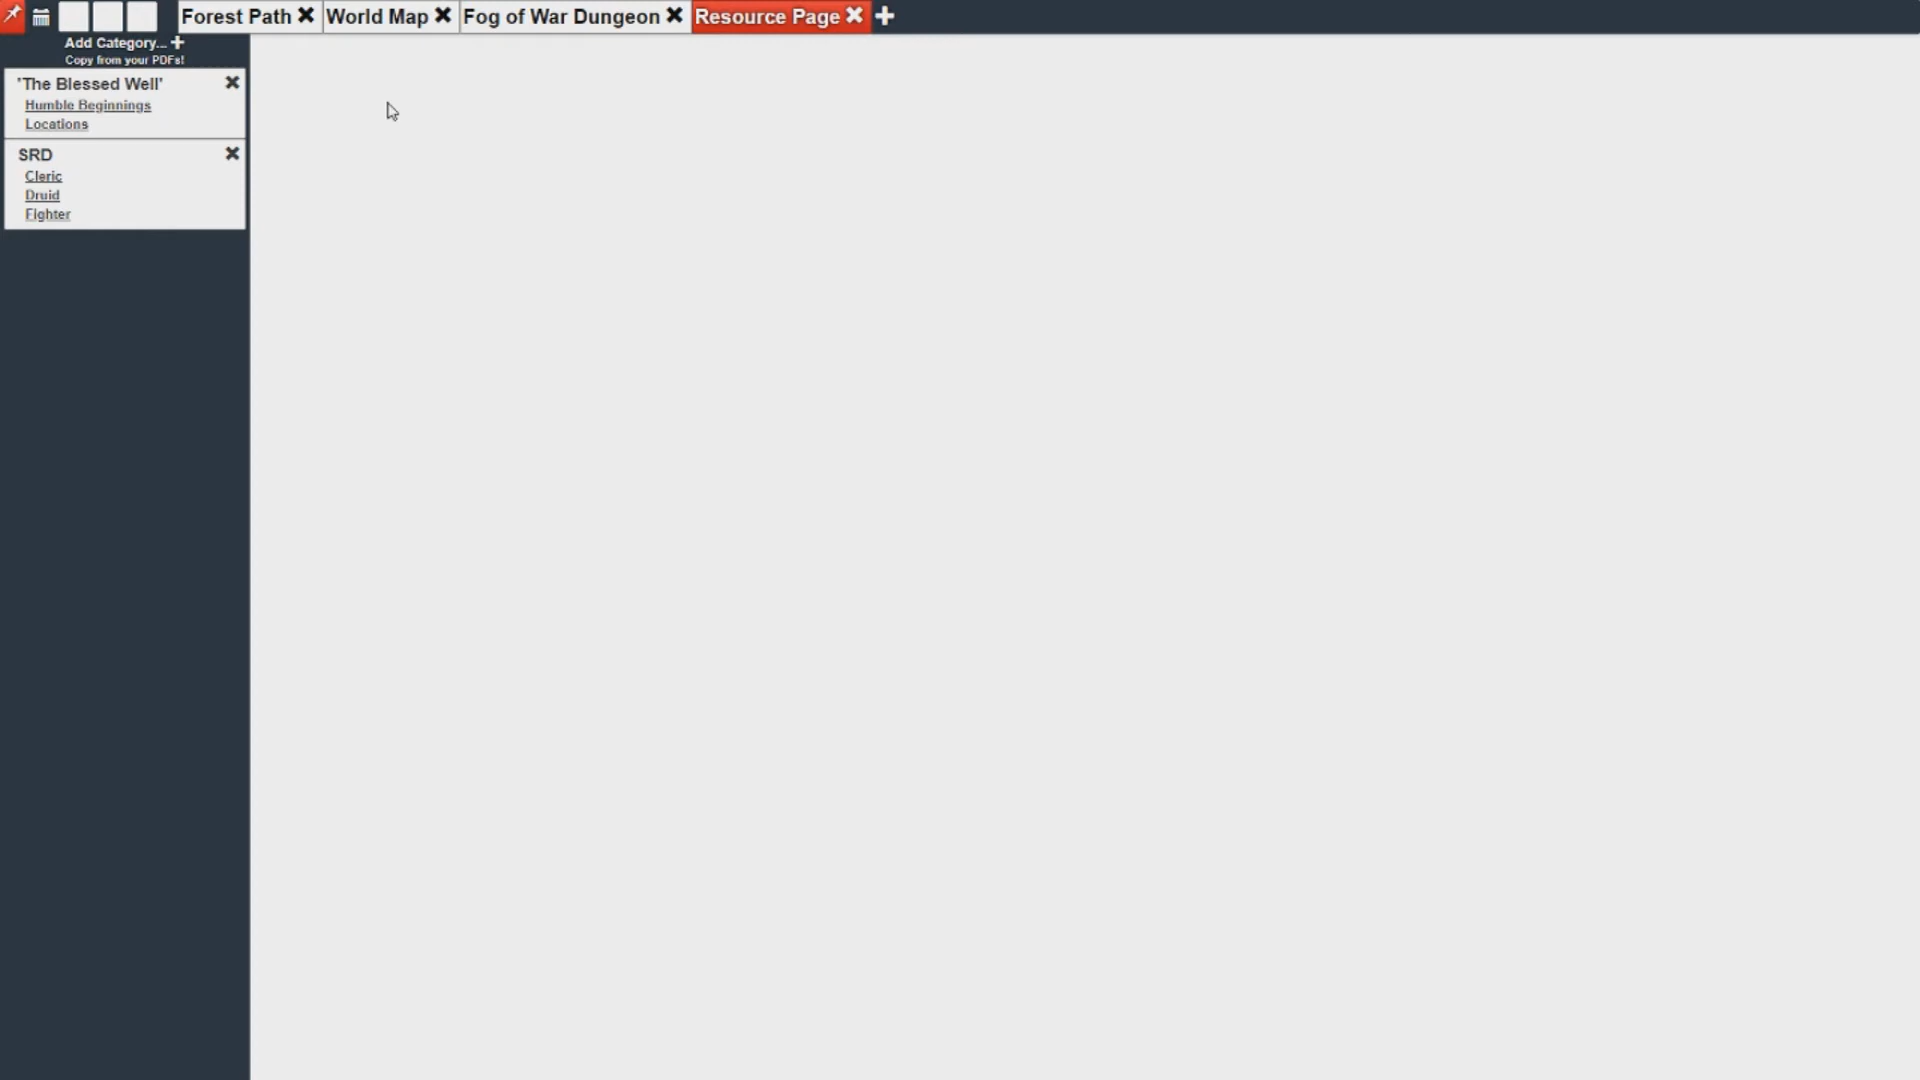 Forest Path
World Map
Fog of War Dungeon
Resource Page
Add Category...
Copy from your PDFs!
'The Blessed Well'
Humble Beginnings
Locations
SRD
Cleric
Druid
Fighter